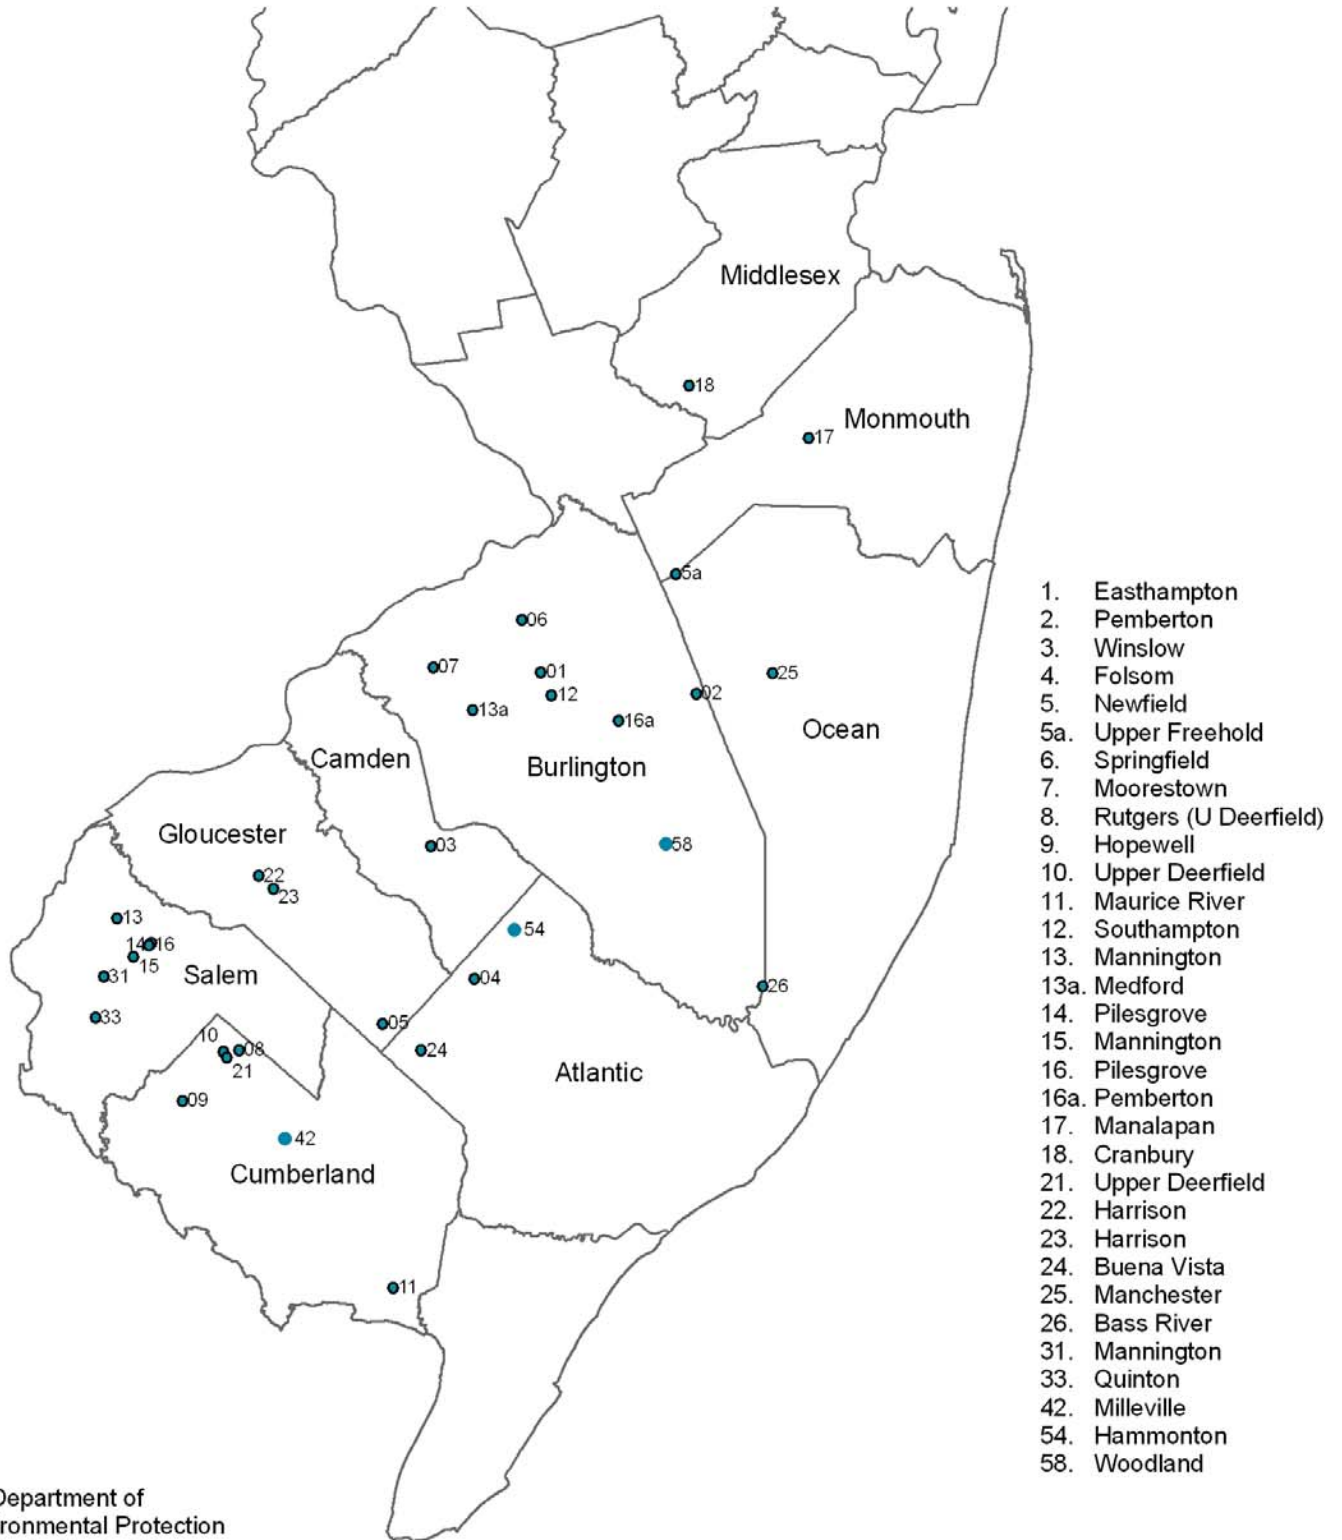 Middlesex
18
Monmouth
17
5a
06
07
01
25
12
02
13a
16a
Ocean
Camden
Burlington
Gloucester
03
58
22
23
13
54
14 16
15
Salem
31
04
26
33
05
10
08
24
21
Atlantic
09
42
Cumberland
11
1. Easthampton
2. Pemberton
3. Winslow
4. Folsom
5. Newfield
5a. Upper Freehold
6. Springfield
7. Moorestown
8. Rutgers (U Deerfield)
9. Hopewell
10. Upper Deerfield
11. Maurice River
12. Southampton
13. Mannington
13a. Medford
14. Pilesgrove
15. Mannington
16. Pilesgrove
16a. Pemberton
17. Manalapan
18. Cranbury
21. Upper Deerfield
22. Harrison
23. Harrison
24. Buena Vista
25. Manchester
26. Bass River
31. Mannington
33. Quinton
42. Milleville
54. Hammonton
58. Woodland
Department of
ronmental Protection